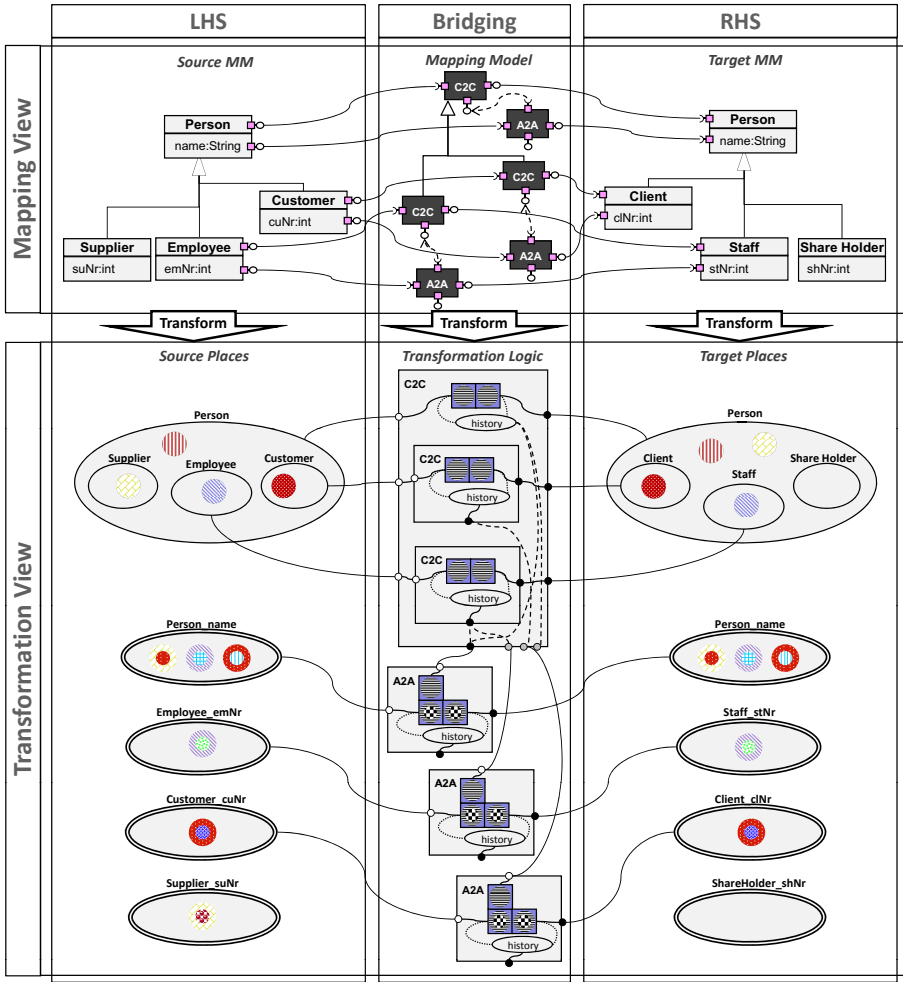 LHS
Bridging
RHS
Mapping View
Source MM
Mapping Model
Target MM
C2C
Person
name:String
A2A
Person
name:String
C2C
Customer
cuNr:int
Client
clNr:int
C2C
Supplier
suNr:int
Employee
emNr:int
A2A
Staff
stNr:int
Share Holder
shNr:int
A2A
Transform
Transform
Transform
Transformation View
Source Places
Transformation Logic
Target Places
C2C
history
Person
Supplier
Employee
Customer
Person
Client
Staff
Share Holder
C2C
history
C2C
history
Person_name
Person_name
A2A
history
Employee_emNr
Staff_stNr
A2A
history
Customer_cuNr
Client_clNr
A2A
history
Supplier_suNr
ShareHolder_shNr